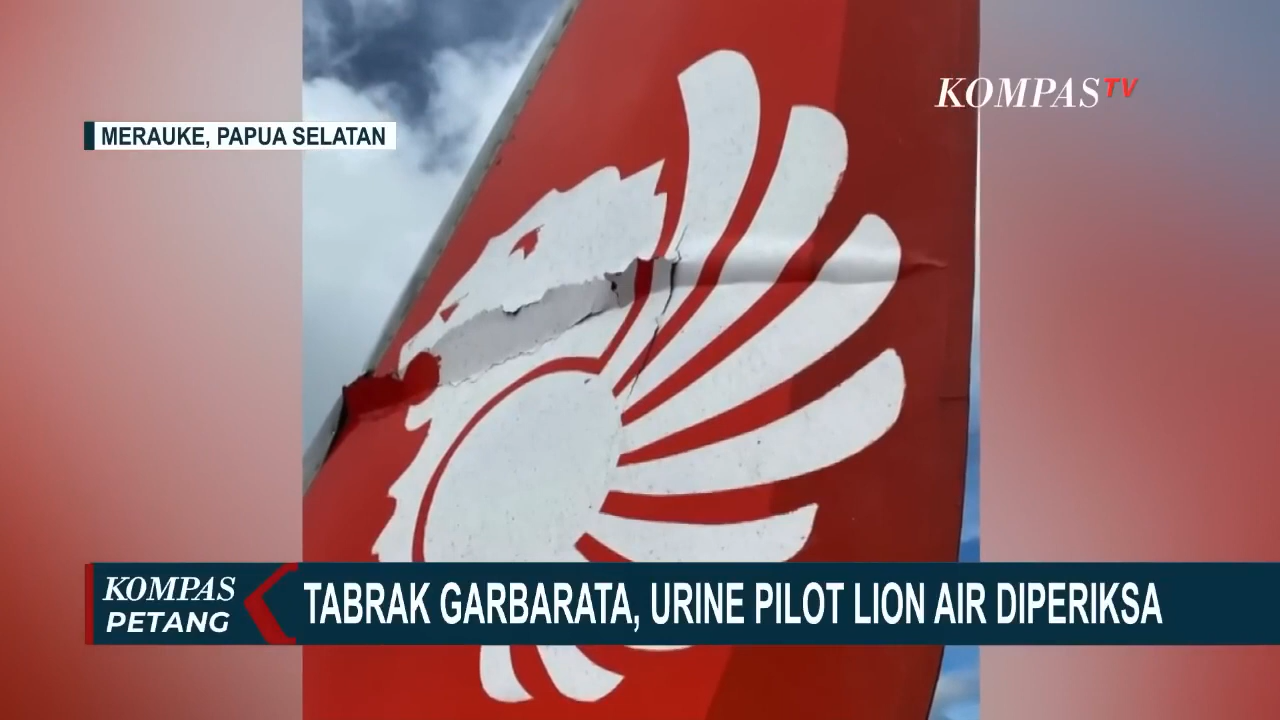 KOMPASTV
MERAUKE, PAPUA SELATAN
KOMPAS
PETANG
TABRAK GARBARATA, URINE PILOT LION AIR DIPERIKSA